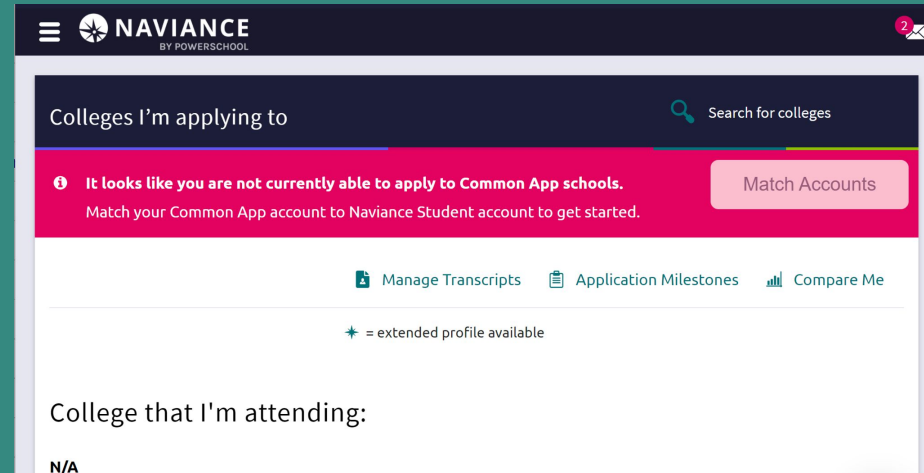 NAVIANCE
BY POWERSCHOOL
2
Colleges I’m applying to
Search for colleges
It looks like you are not currently able to apply to Common App schools.
Match your Common App account to Naviance Student account to get started.
Match Accounts
Manage Transcripts
Application Milestones
Compare Me
= extended profile available
College that I'm attending:
N/A